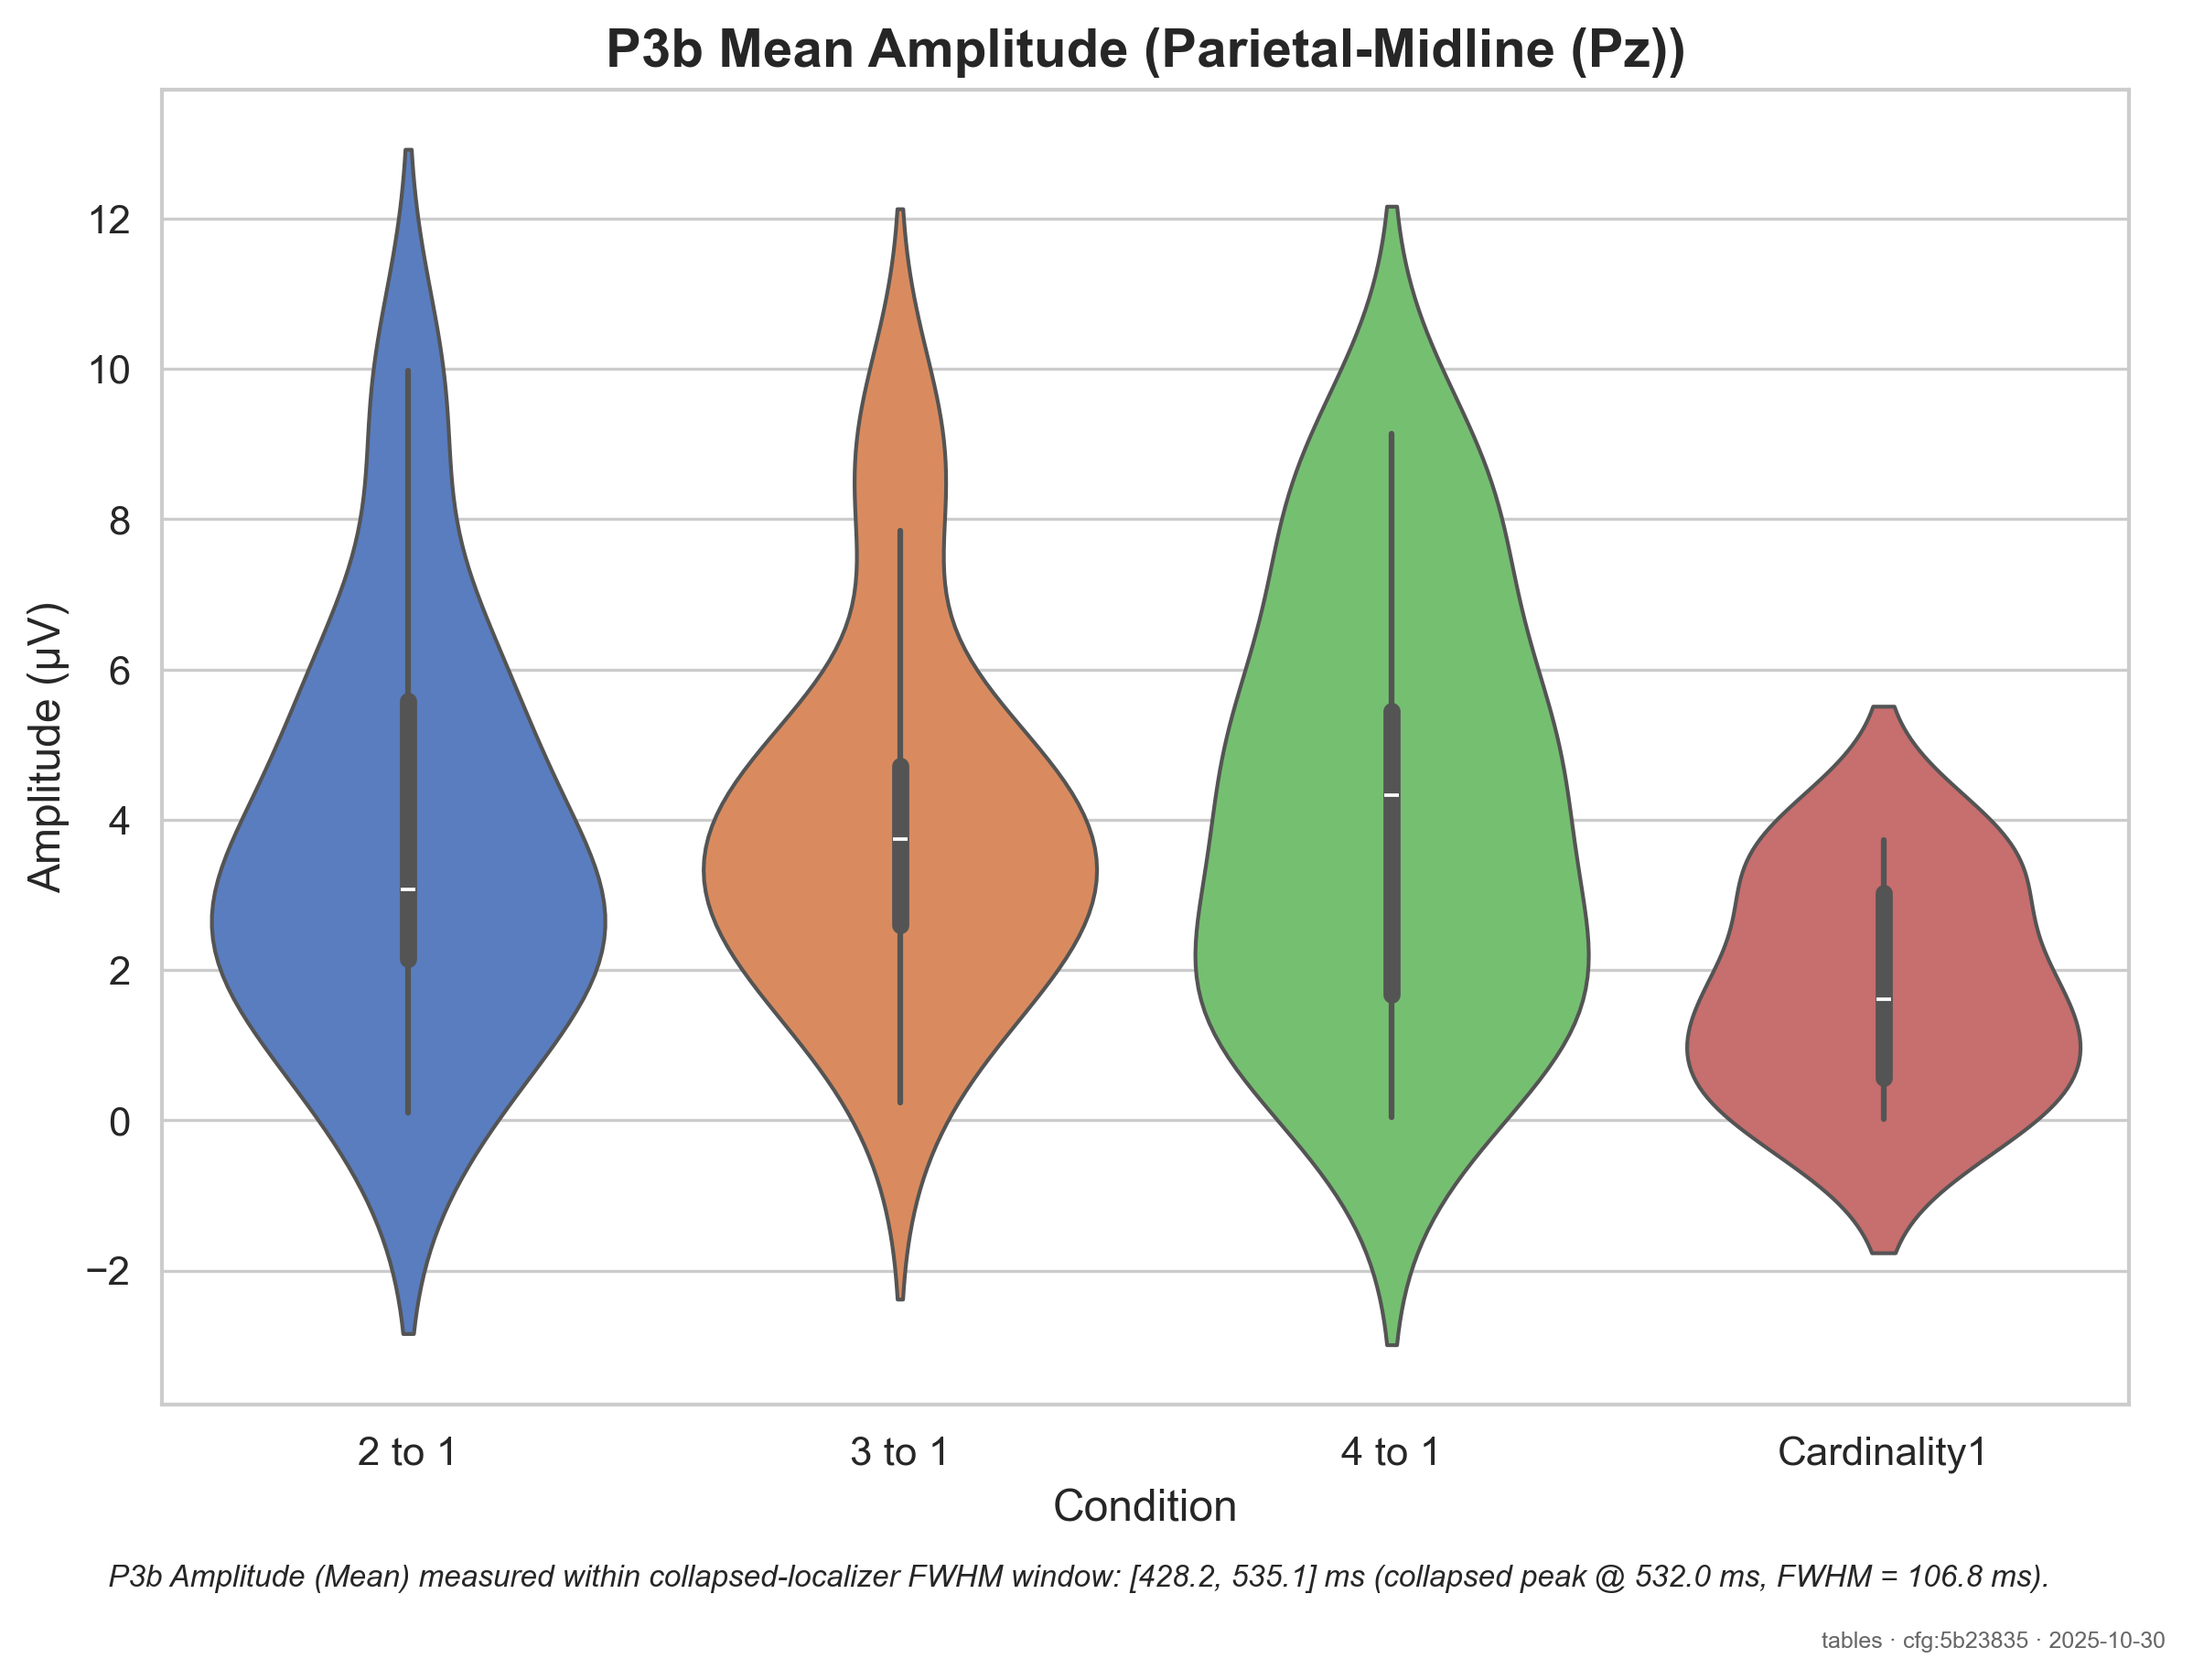 P3b Mean Amplitude (Parietal-Midline (Pz))
Amplitude (µV)
12
10
8
6
4
2
0
−2
2 to 1
3 to 1
4 to 1
Cardinality1
Condition
P3b Amplitude (Mean) measured within collapsed-localizer FWHM window: [428.2, 535.1] ms (collapsed peak @ 532.0 ms, FWHM = 106.8 ms).
tables · cfg:5b23835 · 2025-10-30